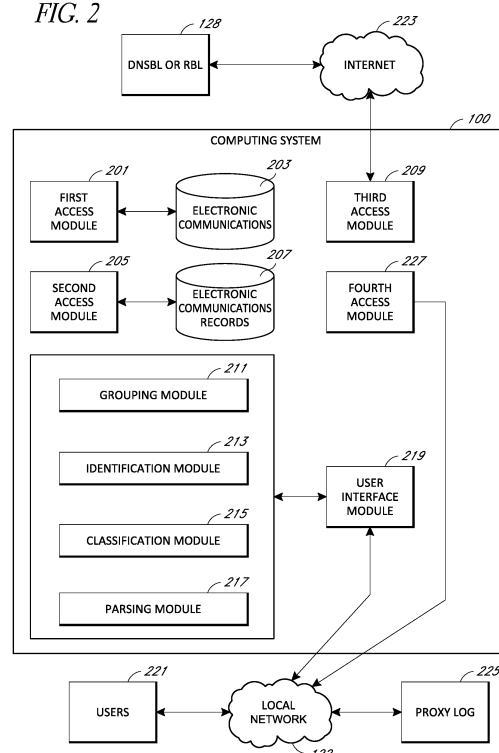 FIG. 2
128
223
DNSBL OR RBL
INTERNET
100
COMPUTING SYSTEM
201
203
209
FIRST
ACCESS
MODULE
ELECTRONIC
COMMUNICATIONS
THIRD
ACCESS
MODULE
205
207
227
SECOND
ACCESS
MODULE
ELECTRONIC
COMMUNICATIONS
RECORDS
FOURTH
ACCESS
MODULE
211
GROUPING MODULE
213
IDENTIFICATION MODULE
219
USER
INTERFACE
MODULE
215
CLASSIFICATION MODULE
217
PARSING MODULE
221
225
USERS
LOCAL
NETWORK
PROXY LOG